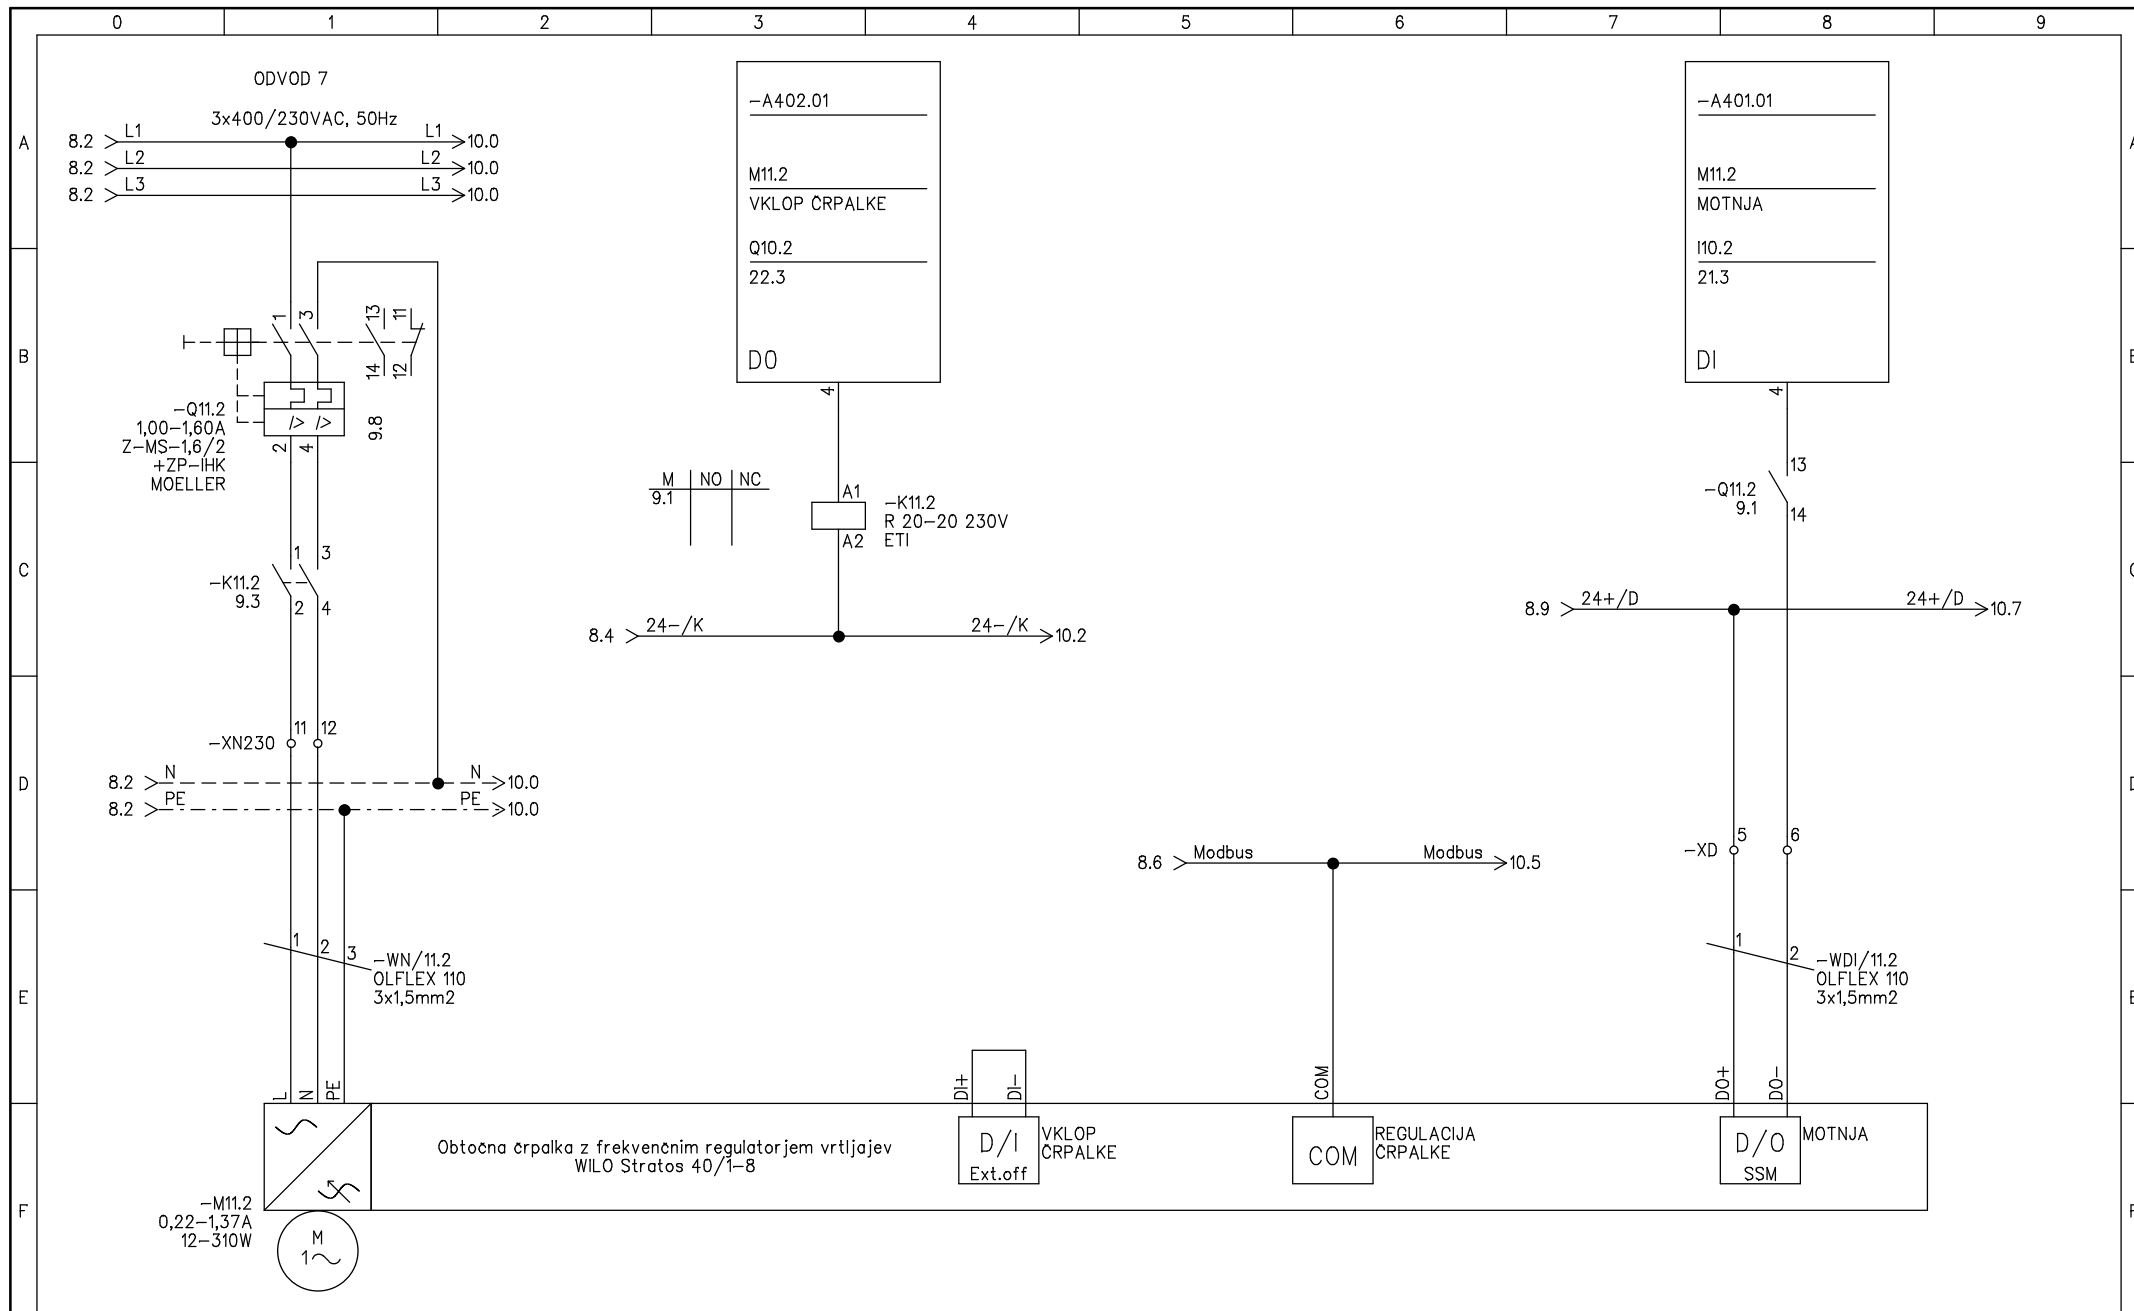 0 1 2 3 4 5 6 7 8 9
ODVOD 7
3x400/230VAC, 50Hz
A
8.2 L1 L1 10.0
8.2 L2 L2 10.0
8.2 L3 L3 10.0
-A402.01
M11.2
VKLOP ČRPALKE
Q10.2
22.3
DO
4
-A401.01
M11.2
MOTNJA
I10.2
21.3
DI
4
B
1 3 13 11
14 12
-Q11.2
1,00-1,60A
Z-MS-1,6/2
+ZP-IHK
MOELLER
I> I>
2 4
9.8
M NO NC
9.1
A1
A2
-K11.2
R 20-20 230V
ETI
13
-Q11.2
9.1
14
C
1 3
-K11.2
9.3
2 4
8.4 24-/K 24-/K 10.2
8.9 24+/D 24+/D 10.7
11 12
-XN230
D
8.2 N N 10.0
8.2 PE PE 10.0
8.6 Modbus Modbus 10.5
5 6
-XD
E
1 2 3
-WN/11.2
OLFLEX 110
3x1,5mm2
1 2
-WDI/11.2
OLFLEX 110
3x1,5mm2
L N PE
DI+ DI-
COM
DO+ DO-
Obtočna črpalka z frekvenčnim regulatorjem vrtljajev
WILO Stratos 40/1-8
D/I
Ext.off
VKLOP
ČRPALKE
COM
REGULACIJA
ČRPALKE
D/O
SSM
MOTNJA
F
-M11.2
0,22-1,37A
12-310W
M
1~